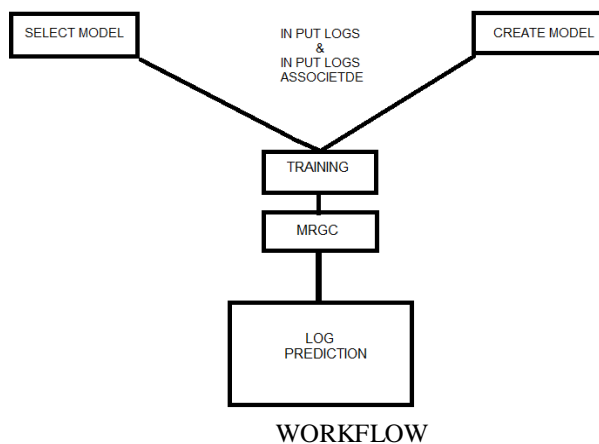 SELECT MODEL
IN PUT LOGS
&
IN PUT LOGS
ASSOCIETDE
CREATE MODEL
TRAINING
MRGC
LOG
PREDICTION
WORKFLOW